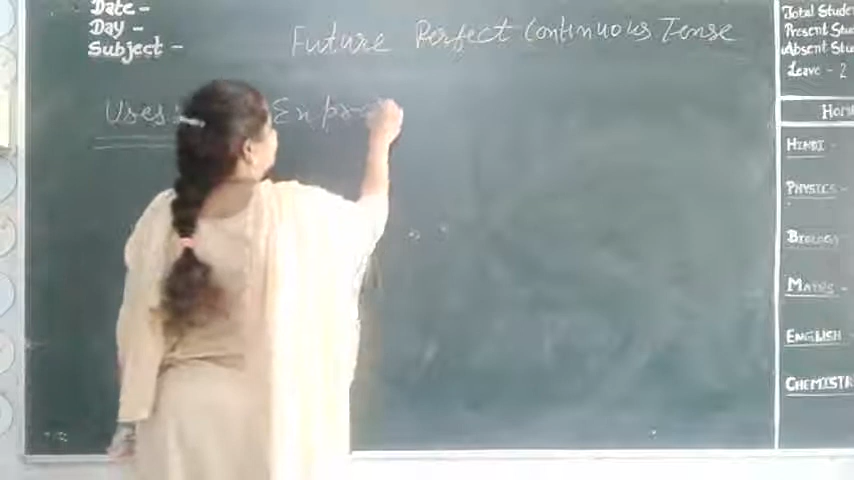 Date -
Day -
Subject -
Future Perfect Continuous Tense
Uses
Total Stude
Present Stu
Absent Stu
Leave - 2
HINDI -
PHYSICS -
BIOLOGY
MATHS -
ENGLISH
CHEMISTR